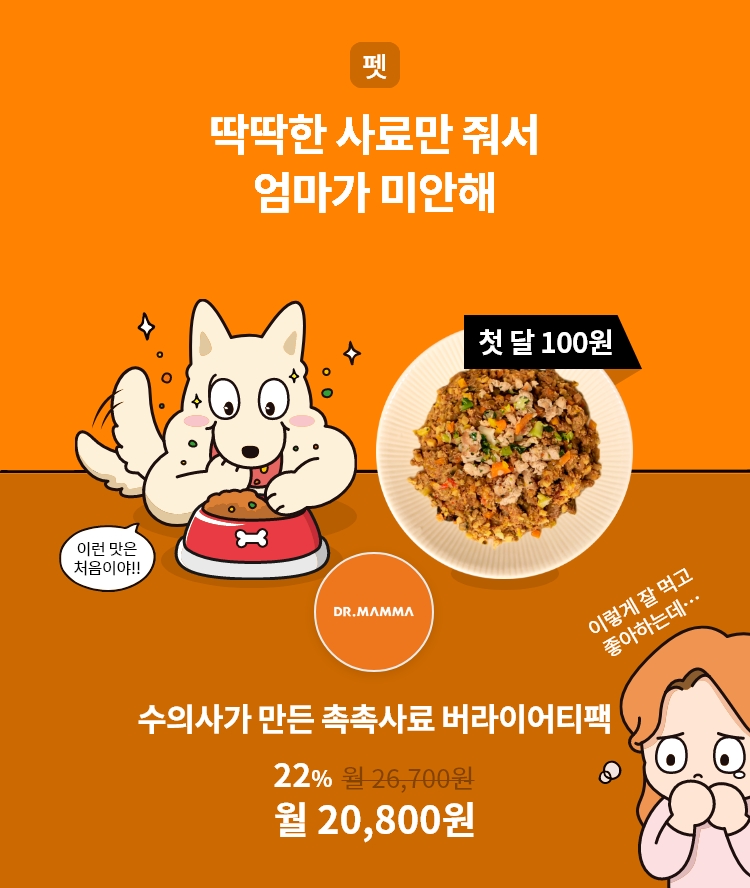 펫
딱딱한 사료만 줘서
엄마가 미안해
첫 달 100원
이런 맛은
처음이야!!
DR.MAMMA
이렇게 잘 먹고
좋아하는데…
수의사가 만든 촉촉사료 버라이어티팩
22% 월 26,700원
월 20,800원